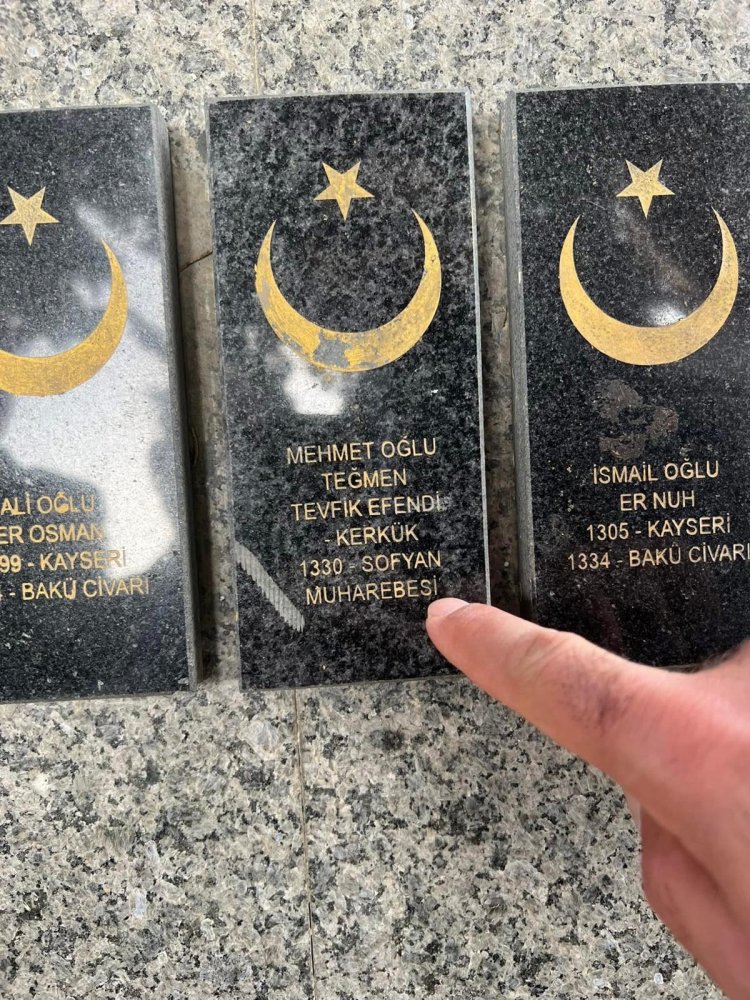 ALİ OĞLU
ER OSMAN
99 - KAYSERİ
- BAKÜ CİVARI
MEHMET OĞLU
TEĞMEN
TEVFİK EFENDİ
- KERKÜK
1330 - SOFYAN
MUHAREBESİ
İSMAİL OĞLU
ER NUH
1305 - KAYSERİ
1334 - BAKÜ CİVARI